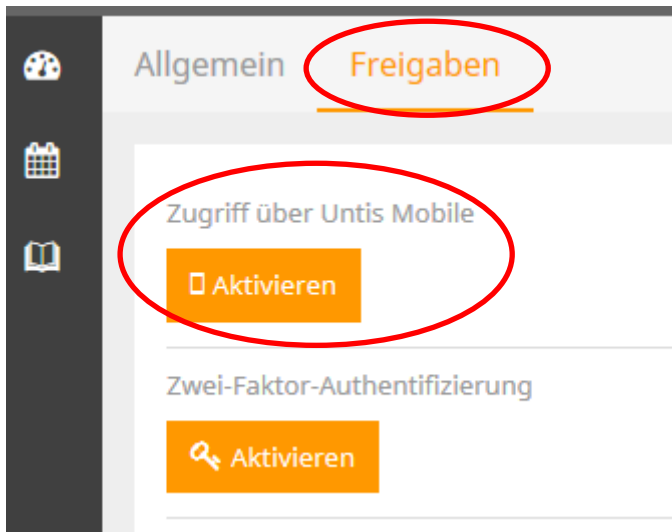 Allgemein Freigaben
Zugriff über Untis Mobile
Aktivieren
Zwei-Faktor-Authentifizierung
Aktivieren